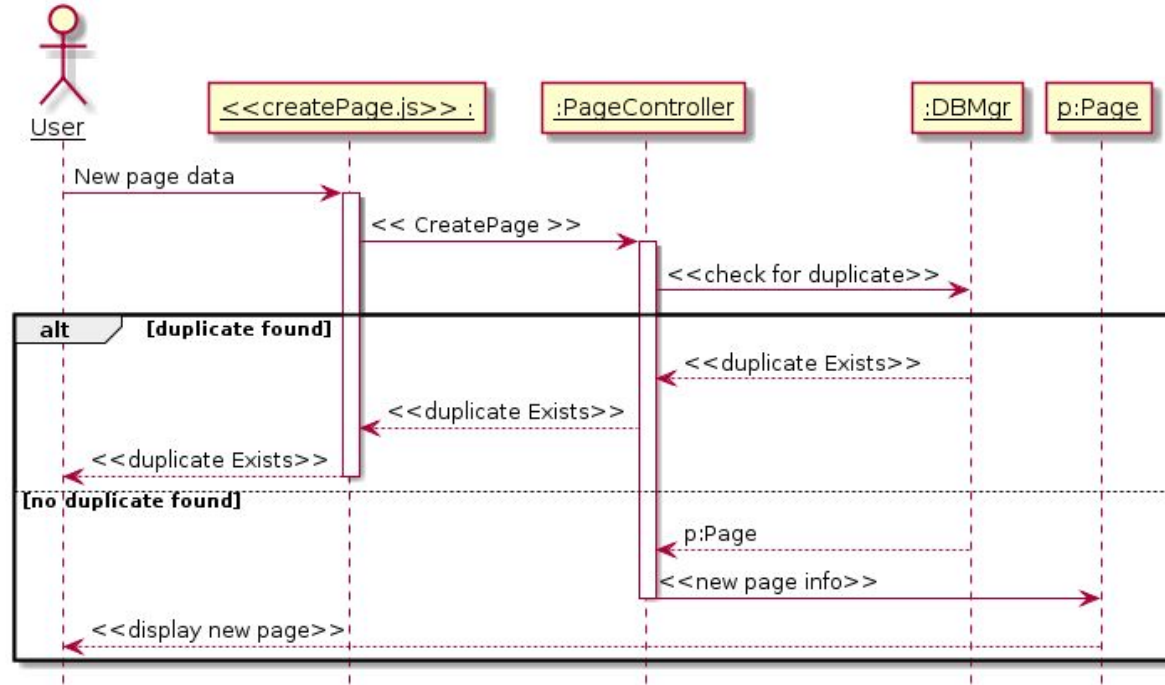 User
<<createPage.js>> :
:PageController
:DBMgr
p:Page
New page data
<< CreatePage >>
<<check for duplicate>>
alt
[duplicate found]
<<duplicate Exists>>
<<duplicate Exists>>
<<duplicate Exists>>
[no duplicate found]
p:Page
<<new page info>>
<<display new page>>